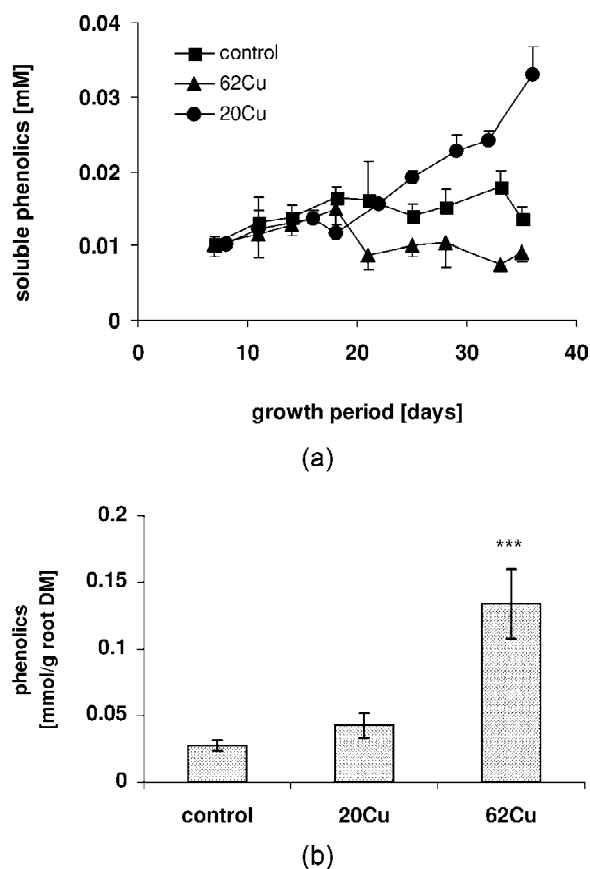 0.04
0.03
0.02
0.01
0
soluble phenolics [mM]
control
62Cu
20Cu
0 10 20 30 40
growth period [days]
(a)
0.2
0.15
0.1
0.05
0
phenolics
[mmol/g root DM]
***
control 20Cu 62Cu
(b)